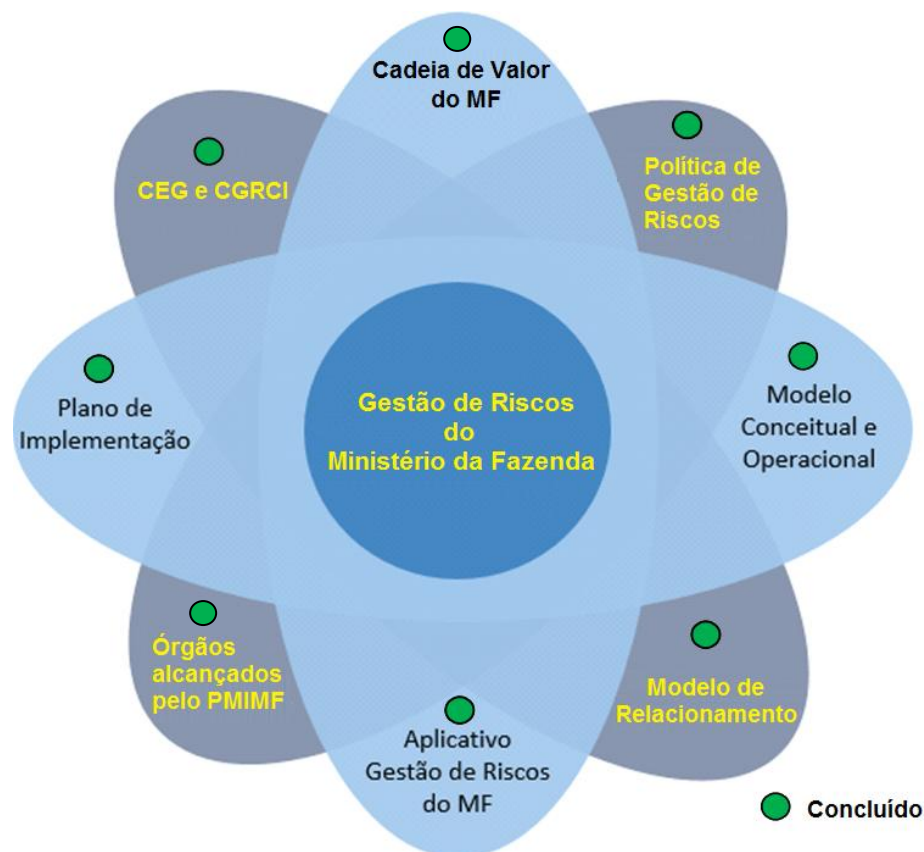 Cadeia de Valor
do MF
CEG e CGRCI
Política de
Gestão de
Riscos
Plano de
Implementação
Gestão de Riscos
do
Ministério da Fazenda
Modelo
Conceitual e
Operacional
Órgãos
alcançados
pelo PMIMF
Aplicativo
Gestão de Riscos
do MF
Modelo de
Relacionamento
Concluído